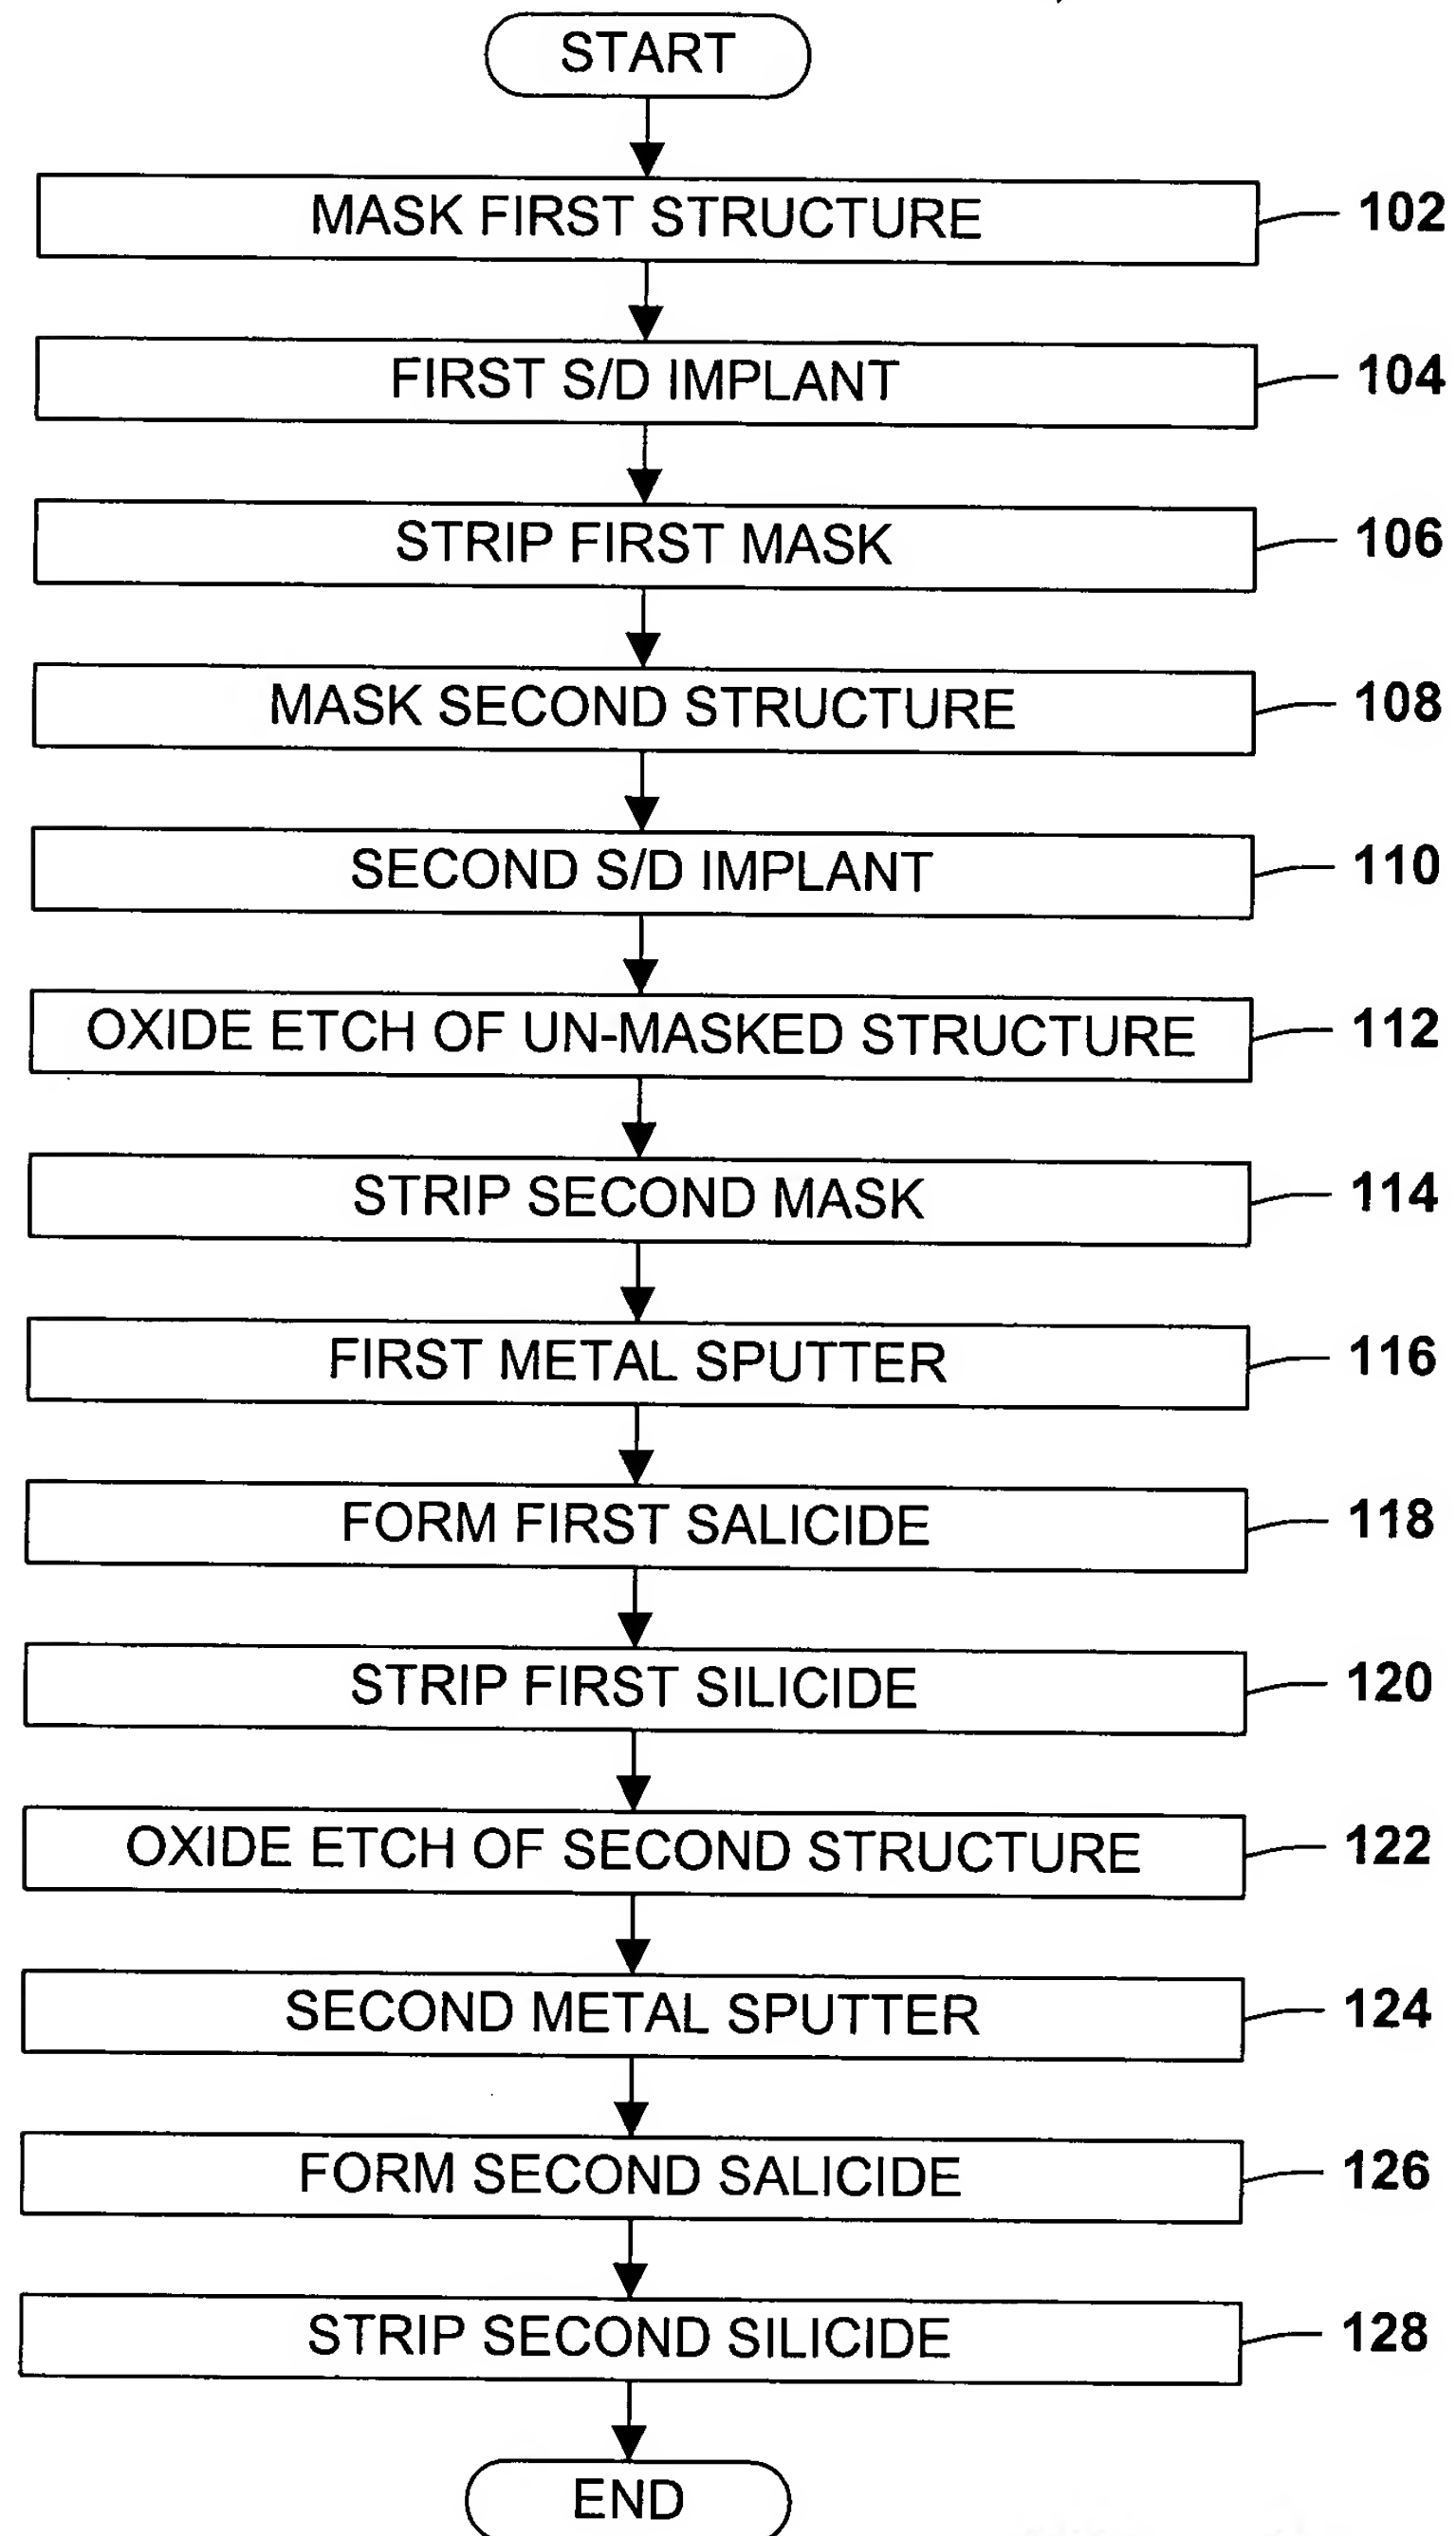 START
MASK FIRST STRUCTURE 102
FIRST S/D IMPLANT 104
STRIP FIRST MASK 106
MASK SECOND STRUCTURE 108
SECOND S/D IMPLANT 110
OXIDE ETCH OF UN-MASKED STRUCTURE 112
STRIP SECOND MASK 114
FIRST METAL SPUTTER 116
FORM FIRST SALICIDE 118
STRIP FIRST SILICIDE 120
OXIDE ETCH OF SECOND STRUCTURE 122
SECOND METAL SPUTTER 124
FORM SECOND SALICIDE 126
STRIP SECOND SILICIDE 128
END